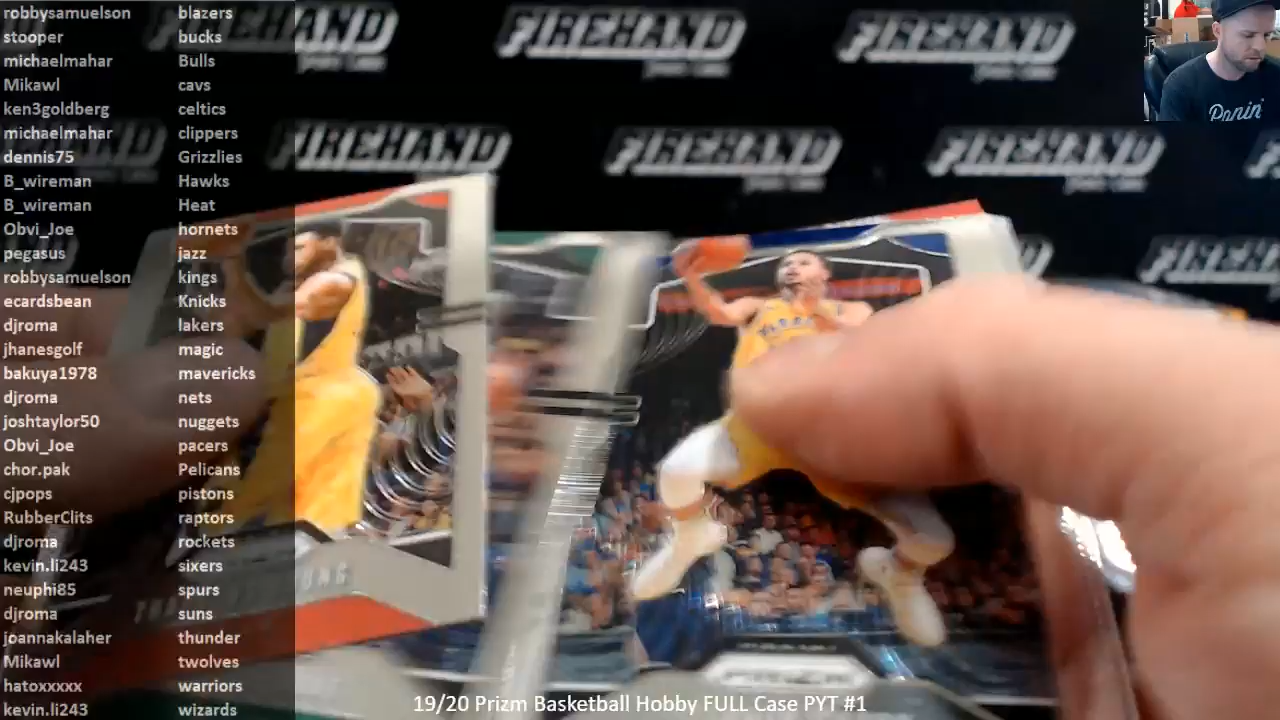 robbysamuelson blazers
stooper bucks
michaelmahar Bulls
Mikawl cavs
ken3goldberg celtics
michaelmahar clippers
dennis75 Grizzlies
B_wireman Hawks
B_wireman Heat
Obvi_Joe hornets
pegasus jazz
robbysamuelson kings
ecardsbean Knicks
djroma lakers
jhanesgolf magic
bakuya1978 mavericks
djroma nets
joshtaylor50 nuggets
Obvi_Joe pacers
chor.pak Pelicans
cjpops pistons
RubberClits raptors
djroma rockets
kevin.li243 sixers
neuphi85 spurs
djroma suns
joannakalaher thunder
Mikawl twolves
hatoxxxxx warriors
kevin.li243 wizards
FIREHAND FIREHAND FIREHAND
FIREHAND FIREHAND FIREHAND
Panini
PRIZM
19/20 Prizm Basketball Hobby FULL Case PYT #1